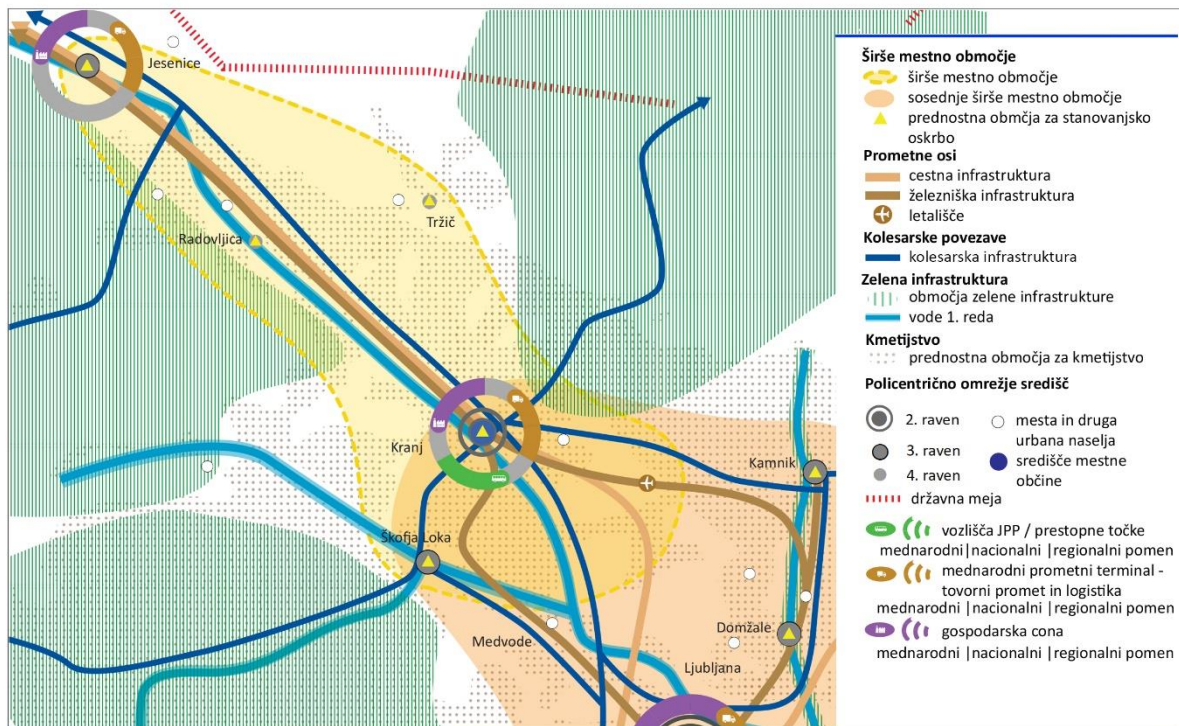 Jesenice
Tržič
Radovljica
Kranj
Kamnik
Škofja Loka
Medvode
Domžale
Ljubljana
Širše mestno območje
širše mestno območje
sosednje širše mestno območje
prednostna obmčja za stanovanjsko
oskrbo
Prometne osi
cestna infrastruktura
železniška infrastruktura
letališče
Kolesarske povezave
kolesarska infrastruktura
Zelena infrastruktura
območja zelene infrastrukture
vode 1. reda
Kmetijstvo
prednostna območja za kmetijstvo
Policentrično omrežje središč
2. raven
3. raven
4. raven
mesta in druga
urbana naselja
središče mestne
občine
državna meja
vozlišča JPP / prestopne točke
mednarodni|nacionalni |regionalni pomen
mednarodni prometni terminal -
tovorni promet in logistika
mednarodni |nacionalni |regionalni pomen
gospodarska cona
mednarodni |nacionalni |regionalni pomen